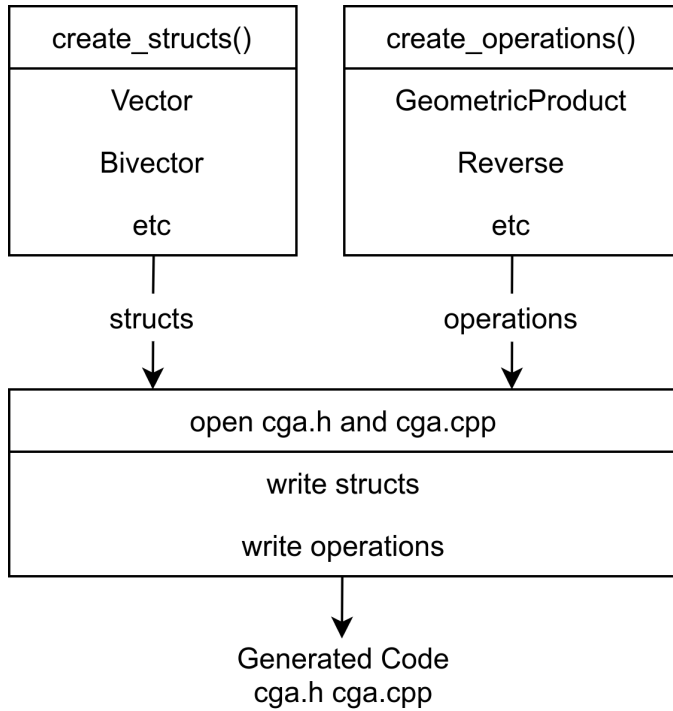 create_structs()
Vector
Bivector
etc
create_operations()
GeometricProduct
Reverse
etc
structs
operations
open cga.h and cga.cpp
write structs
write operations
Generated Code
cga.h cga.cpp